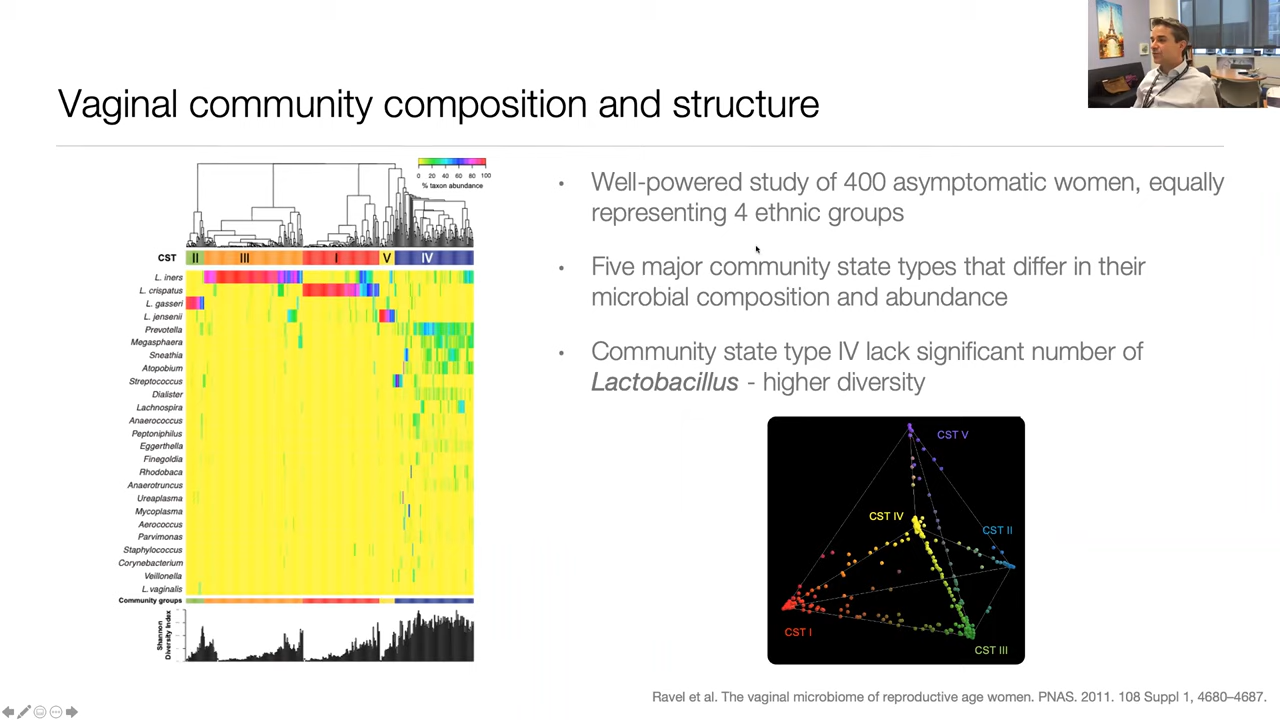 Vaginal community composition and structure
0 20 40 60 80 100
% taxon abundance
CST II III I V IV
L. iners
L. crispatus
L. gasseri
L. jensenii
Prevotella
Megasphaera
Sneathia
Atopobium
Streptococcus
Dialister
Lachnospira
Anaerococcus
Peptoniphilus
Eggerthella
Finegoldia
Rhodobaca
Anaerotruncus
Ureaplasma
Mycoplasma
Aerococcus
Parvimonas
Staphylococcus
Corynebacterium
Veillonella
L. vaginalis
Community groups
Shannon
Diversity Index
• Well-powered study of 400 asymptomatic women, equally
representing 4 ethnic groups
• Five major community state types that differ in their
microbial composition and abundance
• Community state type IV lack significant number of
Lactobacillus - higher diversity
CST V
CST IV
CST II
CST I
CST III
Ravel et al. The vaginal microbiome of reproductive age women. PNAS. 2011. 108 Suppl 1, 4680–4687.